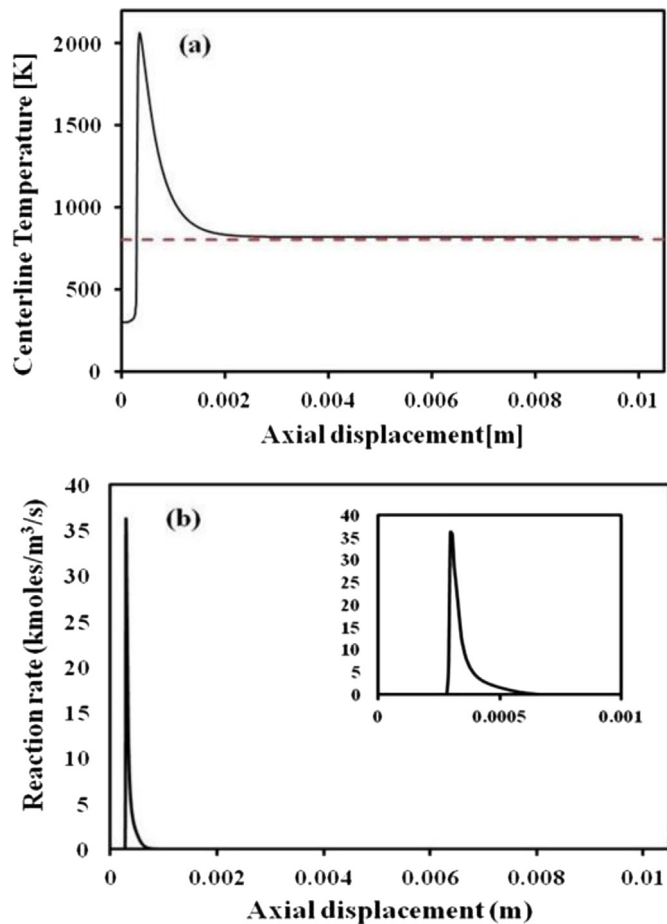 (a)
Centerline Temperature [K]
2000
1500
1000
500
0
0 0.002 0.004 0.006 0.008 0.01
Axial displacement[m]
(b)
Reaction rate (kmoles/m³/s)
40
35
30
25
20
15
10
5
0
40
35
30
25
20
15
10
5
0
0 0.0005 0.001
0 0.002 0.004 0.006 0.008 0.01
Axial displacement (m)